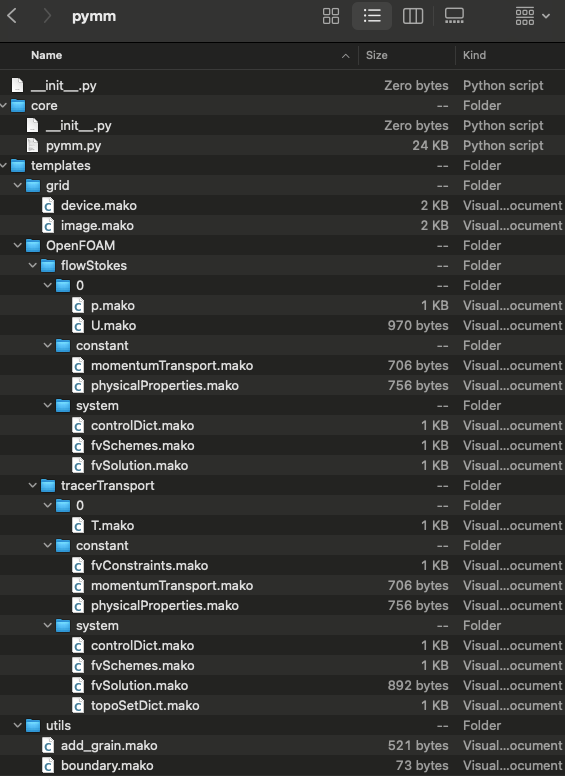 pymm
Name Size Kind
__init__.py Zero bytes Python script
core -- Folder
__init__.py Zero bytes Python script
pymm.py 24 KB Python script
templates -- Folder
grid -- Folder
device.mako 2 KB Visual...ocument
image.mako 2 KB Visual...ocument
OpenFOAM -- Folder
flowStokes -- Folder
0 -- Folder
p.mako 1 KB Visual...ocument
U.mako 970 bytes Visual...ocument
constant -- Folder
momentumTransport.mako 706 bytes Visual...ocument
physicalProperties.mako 756 bytes Visual...ocument
system -- Folder
controlDict.mako 1 KB Visual...ocument
fvSchemes.mako 1 KB Visual...ocument
fvSolution.mako 1 KB Visual...ocument
tracerTransport -- Folder
0 -- Folder
T.mako 1 KB Visual...ocument
constant -- Folder
fvConstraints.mako 1 KB Visual...ocument
momentumTransport.mako 706 bytes Visual...ocument
physicalProperties.mako 756 bytes Visual...ocument
system -- Folder
controlDict.mako 1 KB Visual...ocument
fvSchemes.mako 1 KB Visual...ocument
fvSolution.mako 892 bytes Visual...ocument
topoSetDict.mako 1 KB Visual...ocument
utils -- Folder
add_grain.mako 521 bytes Visual...ocument
boundary.mako 73 bytes Visual...ocument